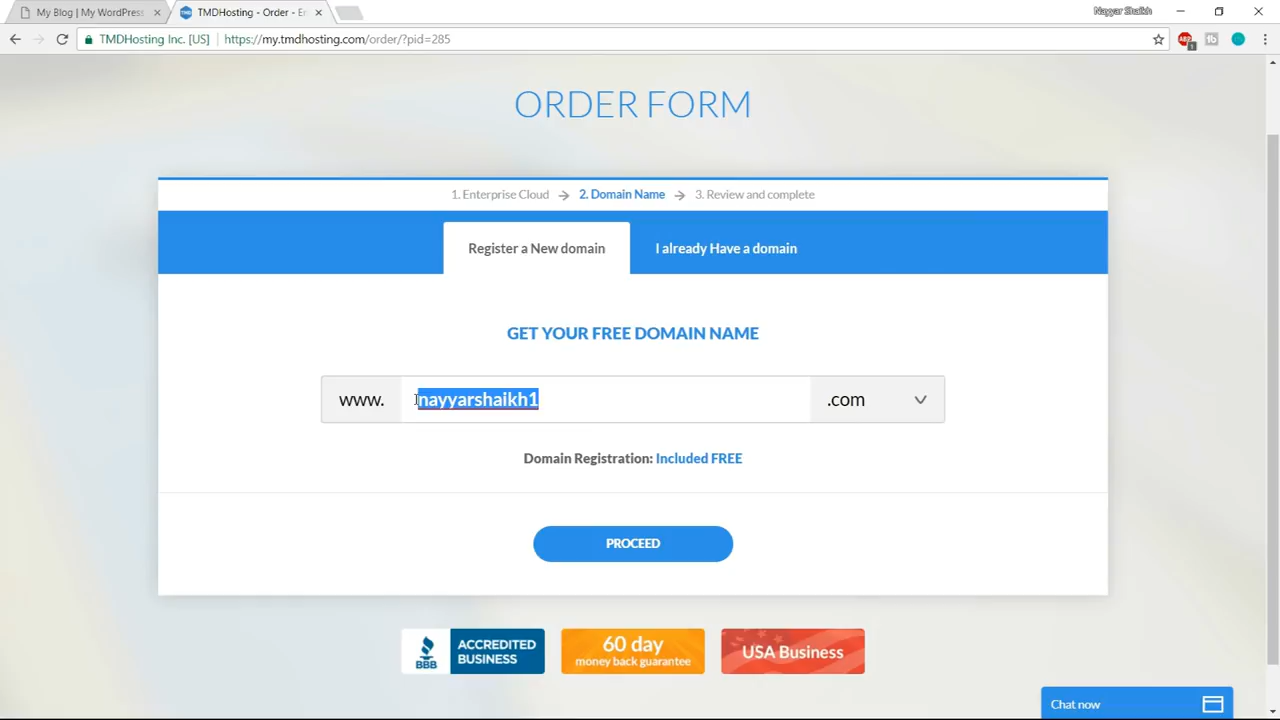 My Blog | My WordPress
TMDHosting - Order - En
Nayyar Shaikh
TMDHosting Inc. [US]
https://my.tmdhosting.com/order/?pid=285
ABP
1
tb
ORDER FORM
1. Enterprise Cloud
2. Domain Name
3. Review and complete
Register a New domain
I already Have a domain
GET YOUR FREE DOMAIN NAME
www.
nayyarshaikh1
.com
Domain Registration: Included FREE
PROCEED
BBB
ACCREDITED
BUSINESS
60 day
money back guarantee
USA Business
Chat now